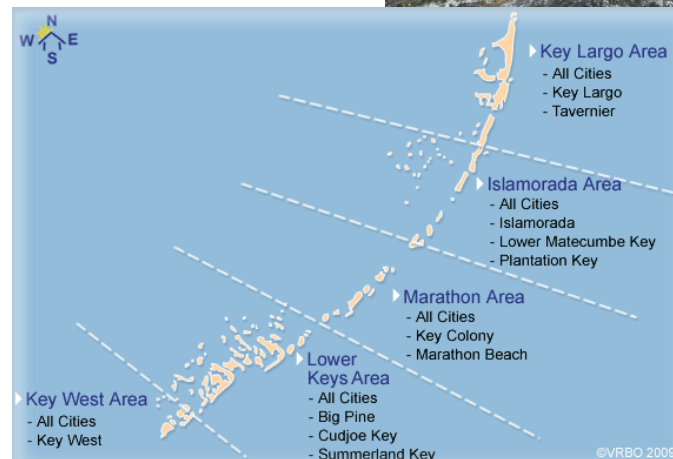 N
W E
S
Key Largo Area
- All Cities
- Key Largo
- Tavernier
Islamorada Area
- All Cities
- Islamorada
- Lower Matecumbe Key
- Plantation Key
Marathon Area
- All Cities
- Key Colony
- Marathon Beach
Lower
Keys Area
- All Cities
- Big Pine
- Cudjoe Key
- Summerland Key
Key West Area
- All Cities
- Key West
©VRBO 2009